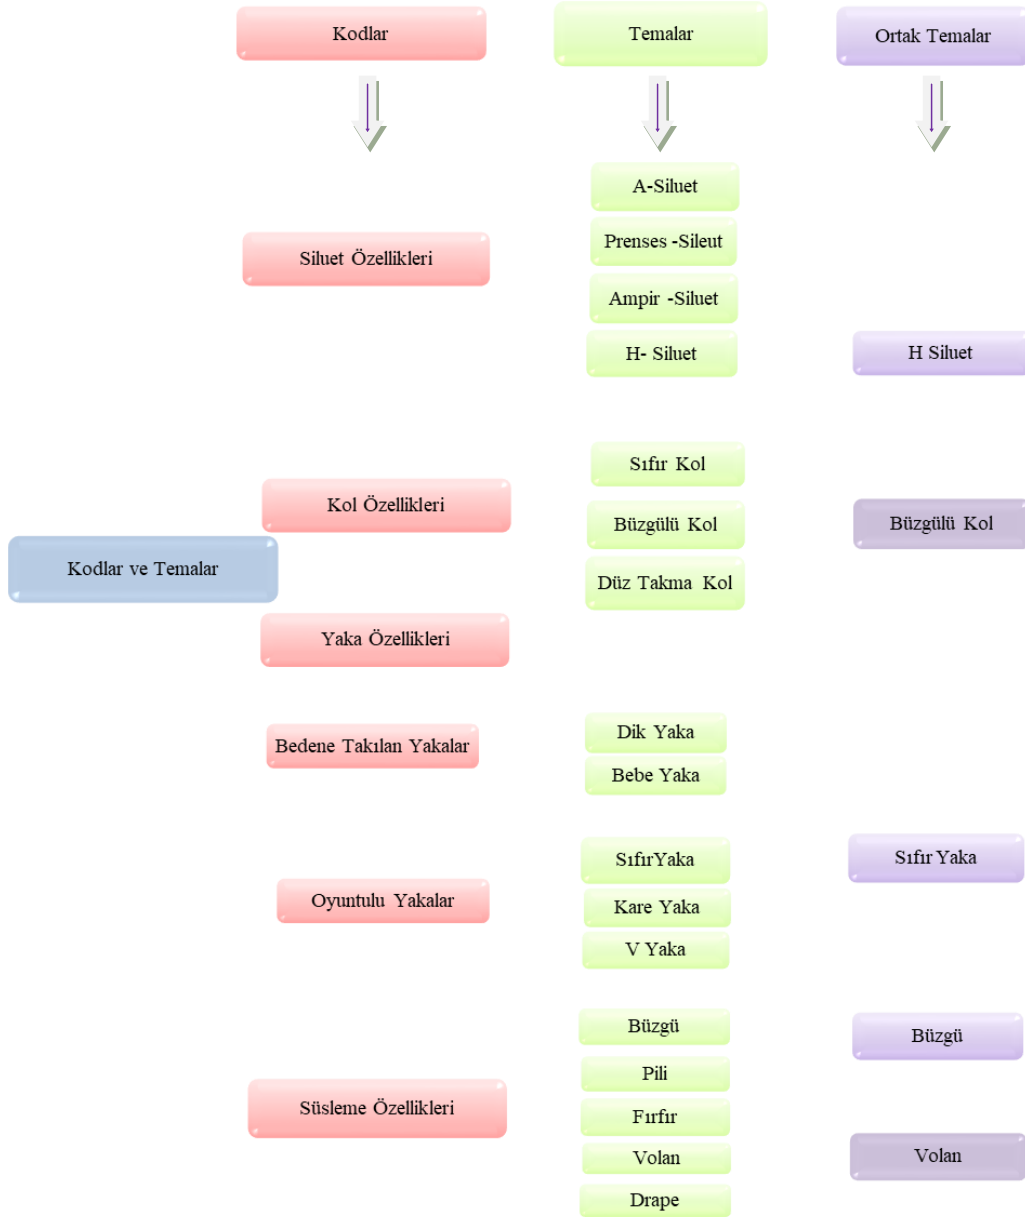 Kodlar
Temalar
Ortak Temalar
A-Siluet
Prenses -Sileut
Siluet Özellikleri
Ampir -Siluet
H- Siluet
H Siluet
Sıfır Kol
Kol Özellikleri
Büzgülü Kol
Büzgülü Kol
Kodlar ve Temalar
Düz Takma Kol
Yaka Özellikleri
Dik Yaka
Bedene Takılan Yakalar
Bebe Yaka
SıfırYaka
Sıfır Yaka
Oyuntulu Yakalar
Kare Yaka
V Yaka
Büzgü
Büzgü
Pili
Süsleme Özellikleri
Fırfır
Volan
Volan
Drape